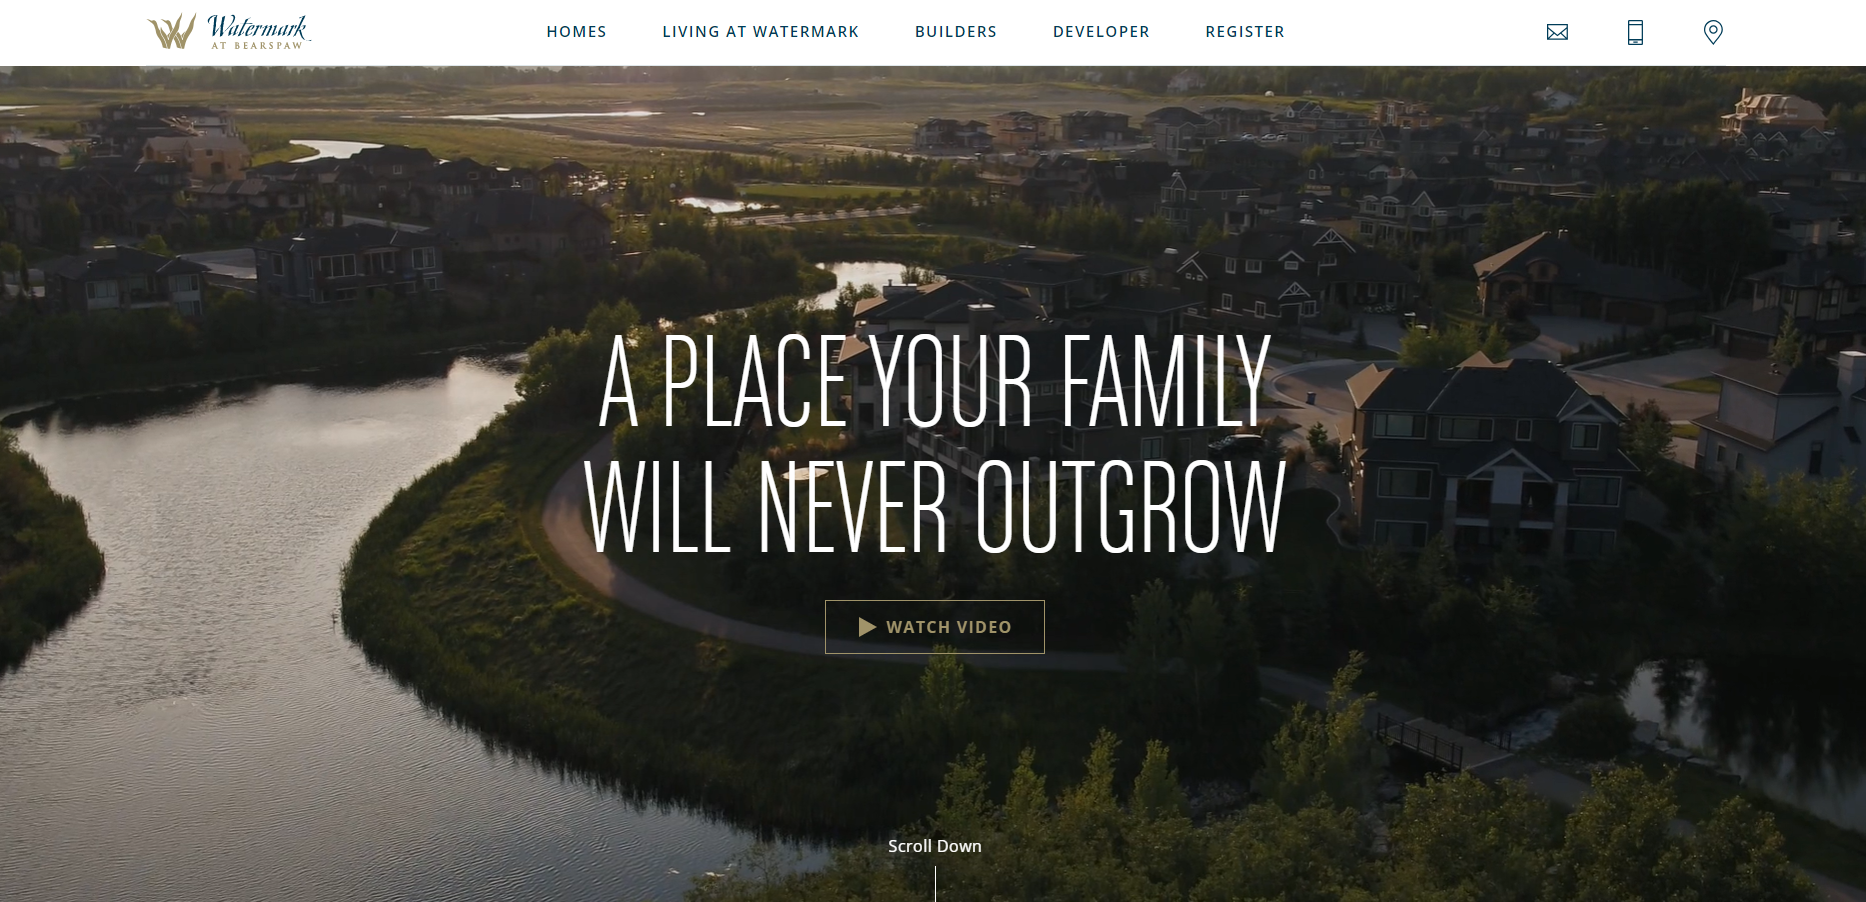 Watermark
AT BEARSPAW
HOMES
LIVING AT WATERMARK
BUILDERS
DEVELOPER
REGISTER
A PLACE YOUR FAMILY
WILL NEVER OUTGROW
WATCH VIDEO
Scroll Down